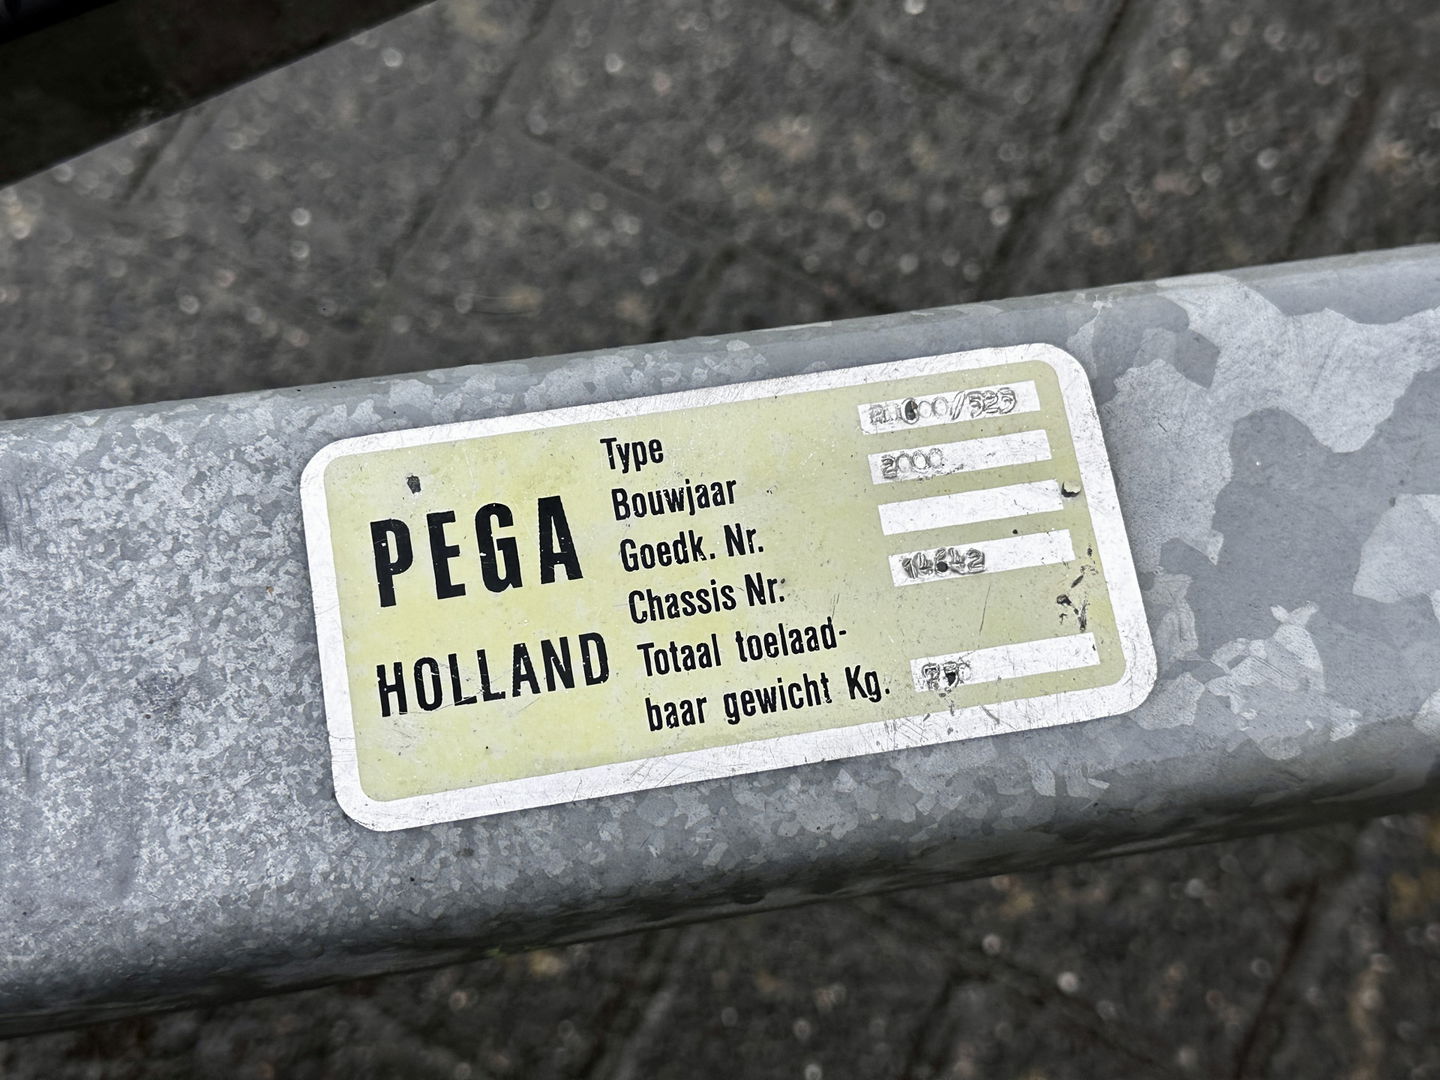 PEGA
HOLLAND
Type
Bouwjaar 2000
Goedk. Nr.
Chassis Nr.
Totaal toelaad-
baar gewicht Kg.